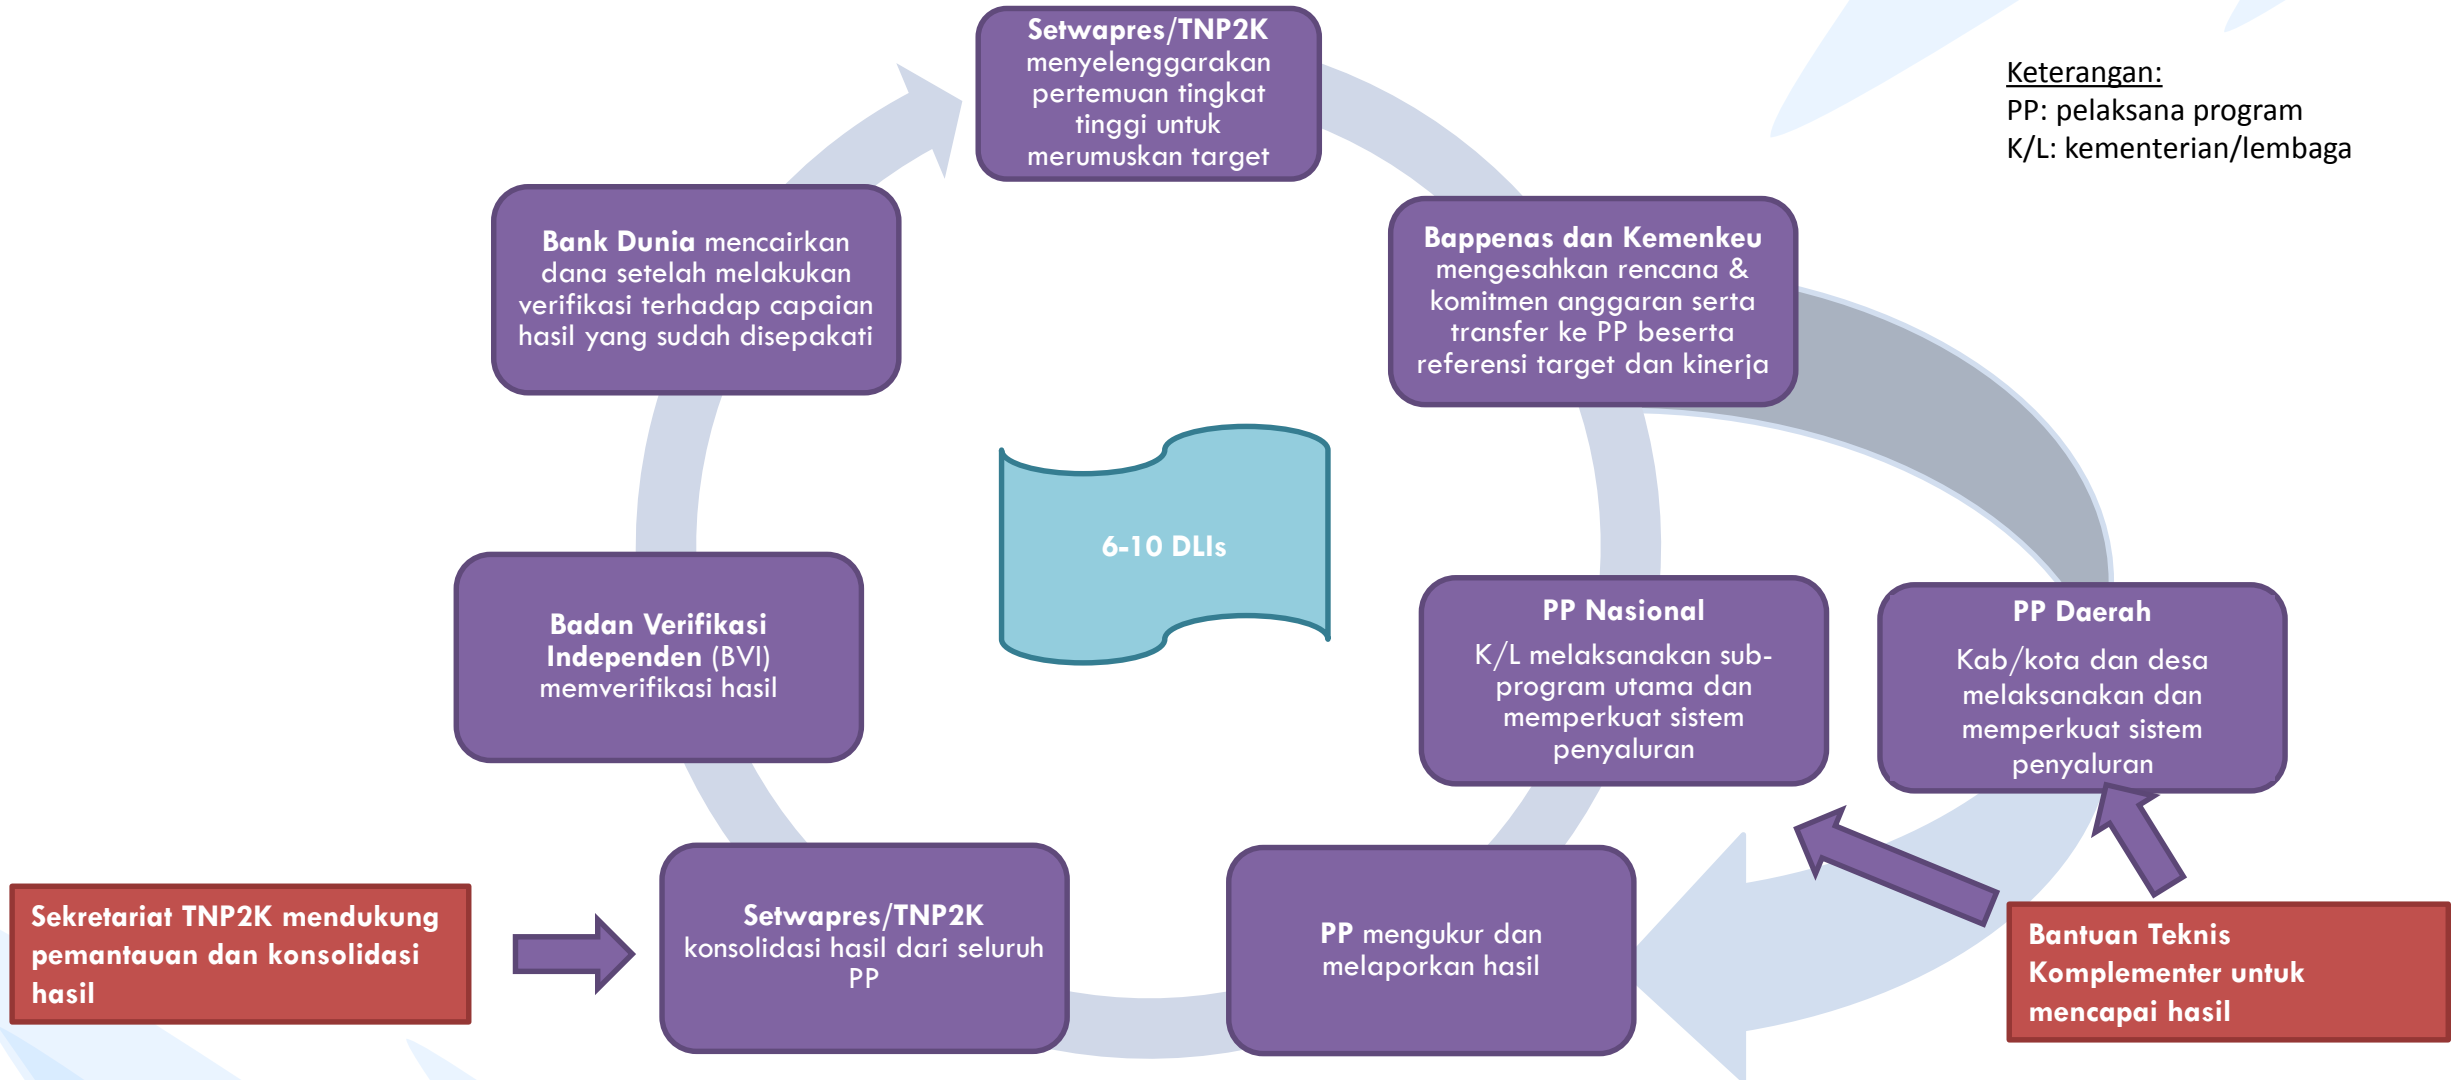 Setwapres/TNP2K
menyelenggarakan
pertemuan tingkat
tinggi untuk
merumuskan target
Keterangan:
PP: pelaksana program
K/L: kementerian/lembaga
Bank Dunia mencairkan
dana setelah melakukan
verifikasi terhadap capaian
hasil yang sudah disepakati
Bappenas dan Kemenkeu
mengesahkan rencana &
komitmen anggaran serta
transfer ke PP beserta
referensi target dan kinerja
6-10 DLIs
Badan Verifikasi
Independen (BVI)
memverifikasi hasil
PP Nasional
K/L melaksanakan sub-
program utama dan
memperkuat sistem
penyaluran
PP Daerah
Kab/kota dan desa
melaksanakan dan
memperkuat sistem
penyaluran
Sekretariat TNP2K mendukung
pemantauan dan konsolidasi
hasil
Setwapres/TNP2K
konsolidasi hasil dari seluruh
PP
PP mengukur dan
melaporkan hasil
Bantuan Teknis
Komplementer untuk
mencapai hasil